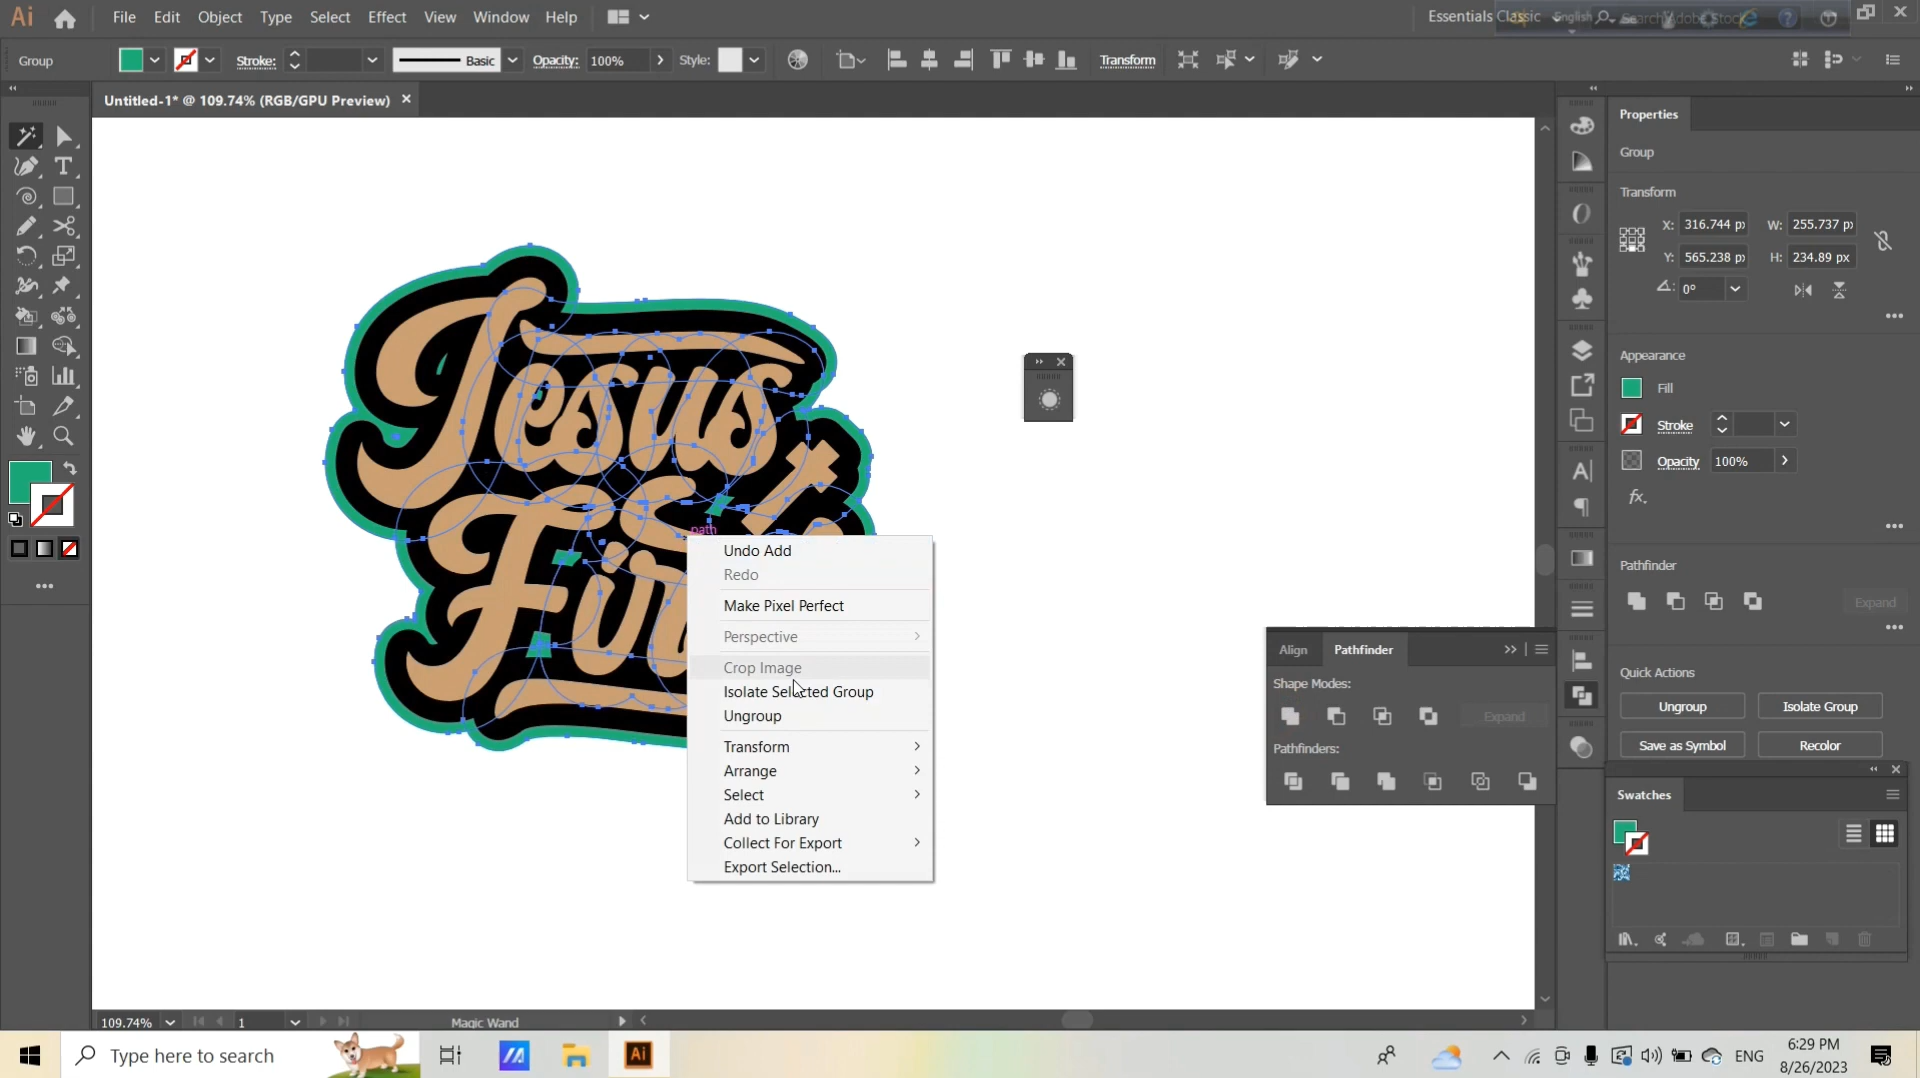 Ai File Edit Object Type Select Effect View Window Help
Essentials Classic English Search Adobe Stock
Group Stroke: Basic Opacity: 100% Style: Transform
Untitled-1* @ 109.74% (RGB/GPU Preview)
Jesus
First
path
Undo Add
Redo
Make Pixel Perfect
Perspective
Crop Image
Isolate Selected Group
Ungroup
Transform
Arrange
Select
Add to Library
Collect For Export
Export Selection...
Align Pathfinder
Shape Modes:
Expand
Pathfinders:
Properties
Group
Transform
X: 316.744 p W: 255.737 p
Y: 565.238 p H: 234.89 px
0°
Appearance
Fill
Stroke
Opacity 100%
fx.
Pathfinder
Expand
Quick Actions
Ungroup Isolate Group
Save as Symbol Recolor
Swatches
109.74% 1 Magic Wand
Type here to search
Ai
ENG
6:29 PM
8/26/2023